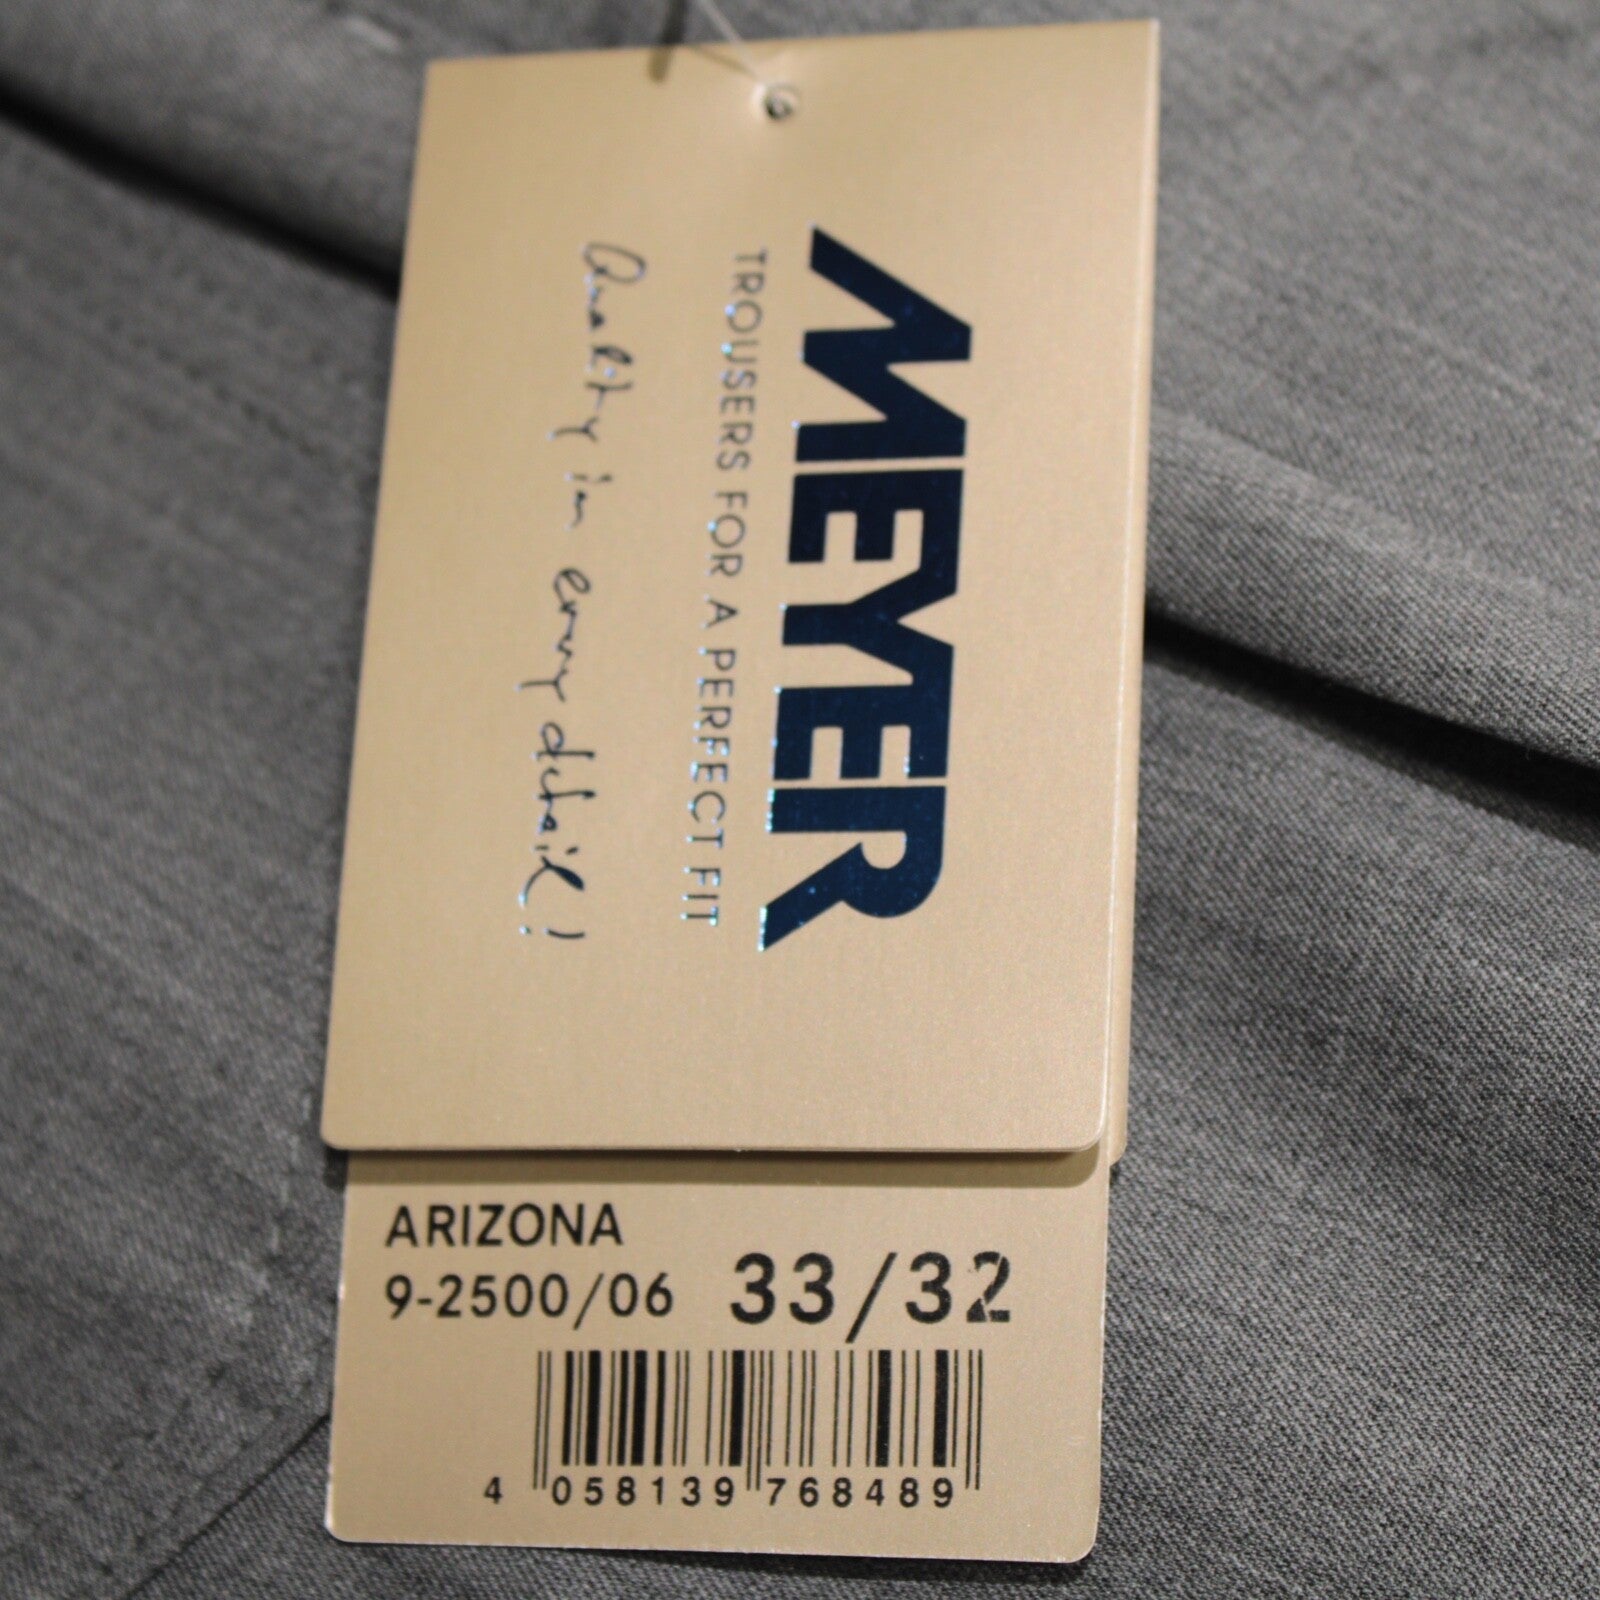 MEYER
TROUSERS FOR A PERFECT FIT
Quality in every detail!
ARIZONA
9-2500/06
33/32
4 058139 768489